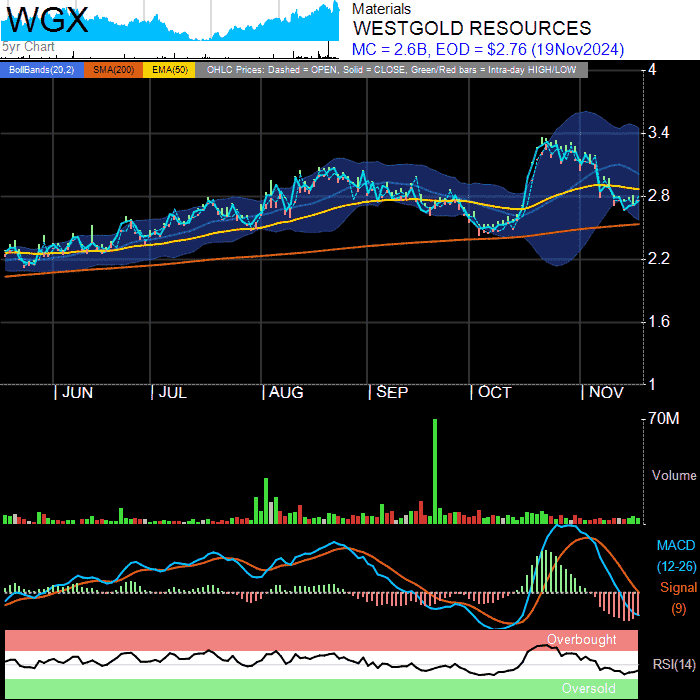 WGX
5yr Chart
Materials
WESTGOLD RESOURCES
MC = 2.6B, EOD = $2.76 (19Nov2024)
BollBands(20,2) SMA(200) EMA(50) OHLC Prices: Dashed = OPEN, Solid = CLOSE, Green/Red bars = Intra-day HIGH/LOW
4
3.4
2.8
2.2
1.6
1
JUN JUL AUG SEP OCT NOV
70M
Volume
MACD
(12-26)
Signal
(9)
Overbought
RSI(14)
Oversold